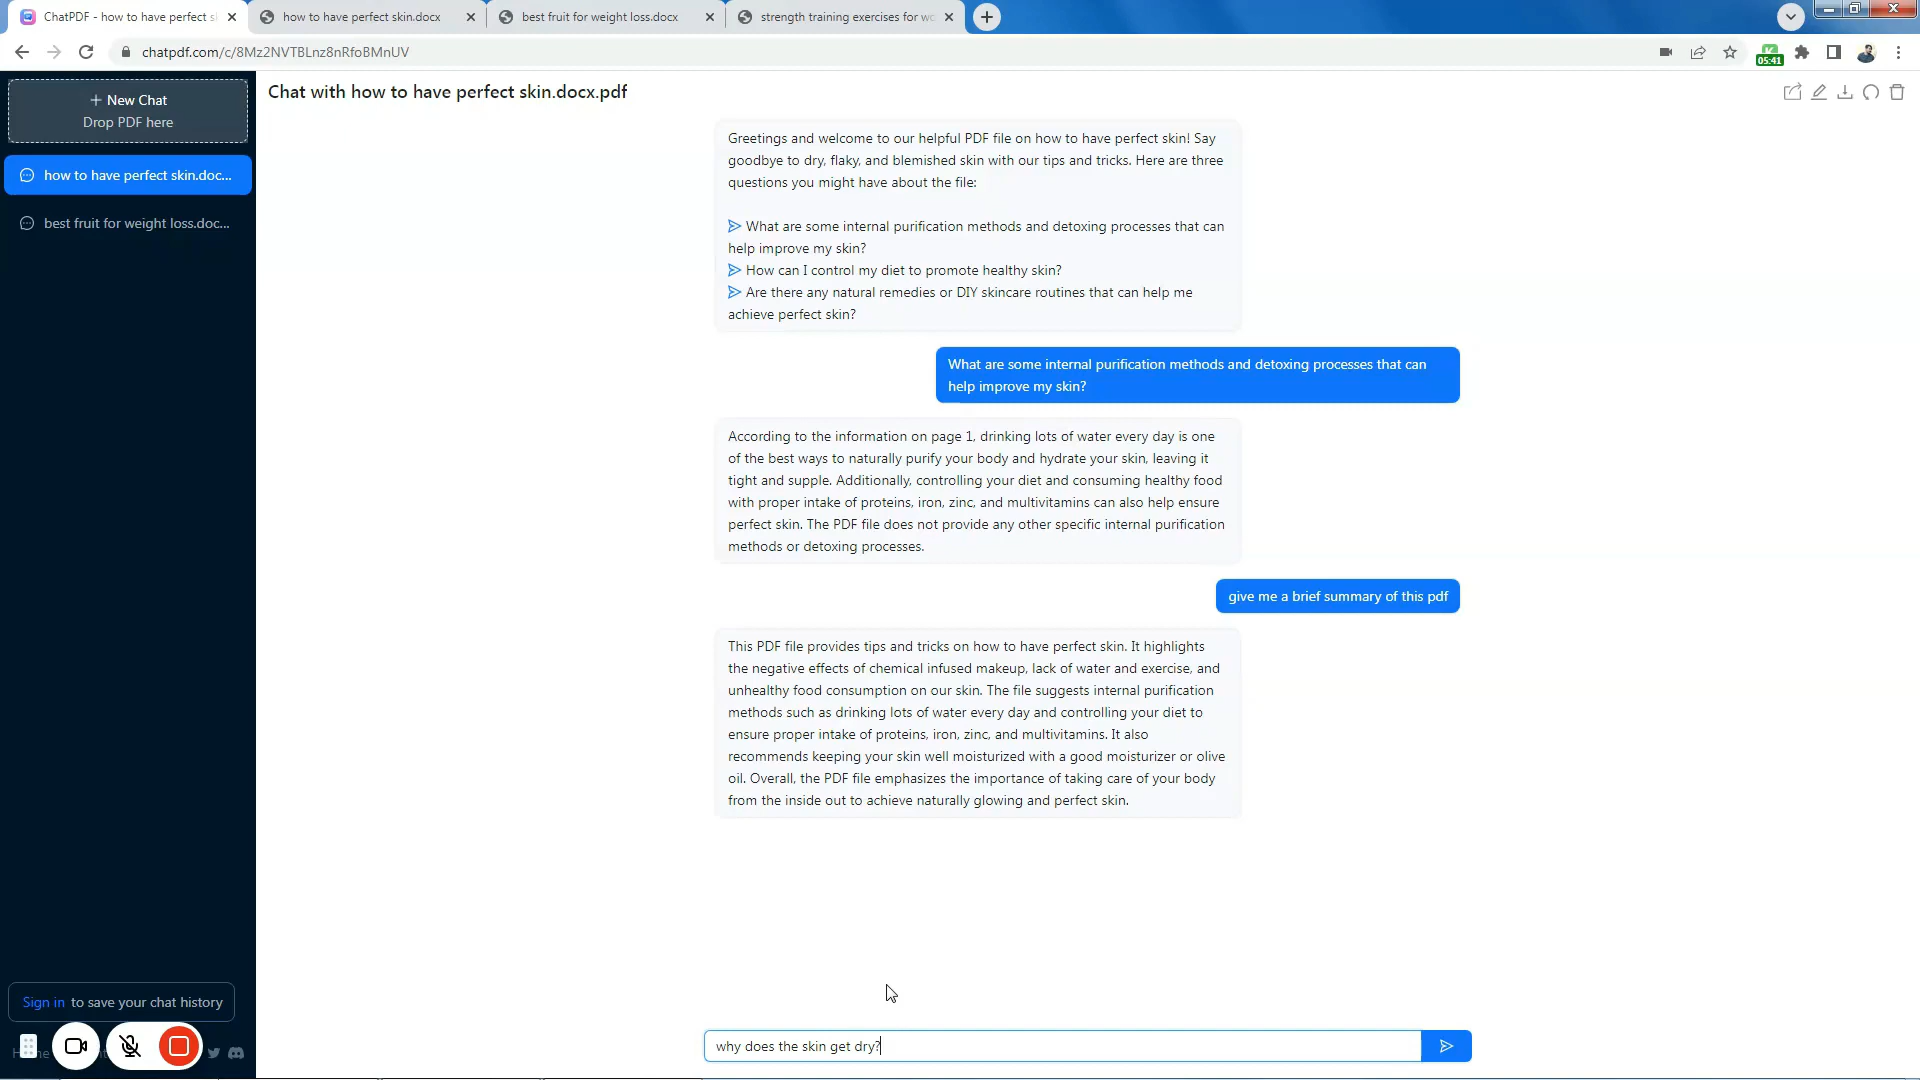 ChatPDF - how to have perfect s
how to have perfect skin.docx
best fruit for weight loss.docx
strength training exercises for wo
chatpdf.com/c/8Mz2NVTBLnz8nRfoBMnUV
05:41
+ New Chat
Drop PDF here
how to have perfect skin.doc...
best fruit for weight loss.doc...
Chat with how to have perfect skin.docx.pdf
Greetings and welcome to our helpful PDF file on how to have perfect skin! Say
goodbye to dry, flaky, and blemished skin with our tips and tricks. Here are three
questions you might have about the file:
What are some internal purification methods and detoxing processes that can
help improve my skin?
How can I control my diet to promote healthy skin?
Are there any natural remedies or DIY skincare routines that can help me
achieve perfect skin?
What are some internal purification methods and detoxing processes that can
help improve my skin?
According to the information on page 1, drinking lots of water every day is one
of the best ways to naturally purify your body and hydrate your skin, leaving it
tight and supple. Additionally, controlling your diet and consuming healthy food
with proper intake of proteins, iron, zinc, and multivitamins can also help ensure
perfect skin. The PDF file does not provide any other specific internal purification
methods or detoxing processes.
give me a brief summary of this pdf
This PDF file provides tips and tricks on how to have perfect skin. It highlights
the negative effects of chemical infused makeup, lack of water and exercise, and
unhealthy food consumption on our skin. The file suggests internal purification
methods such as drinking lots of water every day and controlling your diet to
ensure proper intake of proteins, iron, zinc, and multivitamins. It also
recommends keeping your skin well moisturized with a good moisturizer or olive
oil. Overall, the PDF file emphasizes the importance of taking care of your body
from the inside out to achieve naturally glowing and perfect skin.
Sign in to save your chat history
why does the skin get dry?